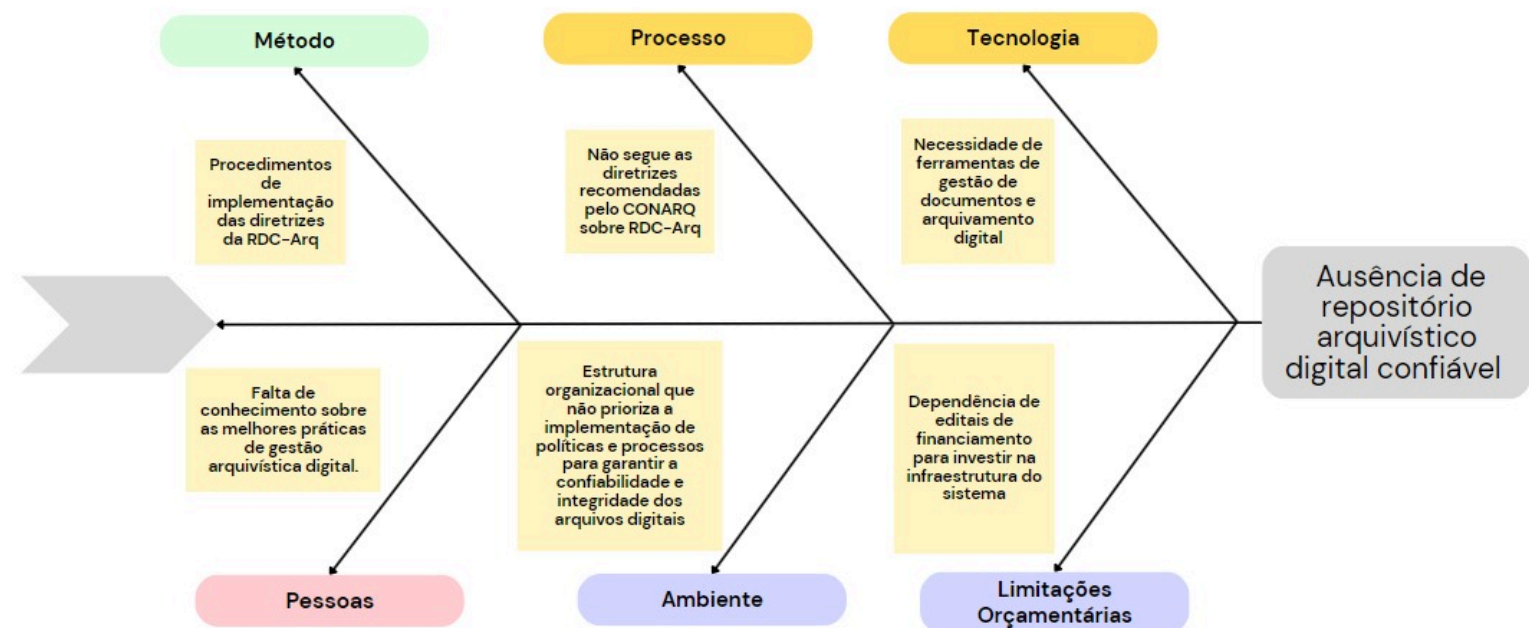 Método
Processo
Tecnologia
Procedimentos
de
implementação
das diretrizes
da RDC-Arq
Não segue as
diretrizes
recomendadas
pelo CONARQ
sobre RDC-Arq
Necessidade de
ferramentas de
gestão de
documentos e
arquivamento
digital
Ausência de
repositório
arquivístico
digital confiável
Falta de
conhecimento sobre
as melhores práticas
de gestão
arquivística digital.
Estrutura
organizacional que
não prioriza a
implementação de
políticas e processos
para garantir a
confiabilidade e
integridade dos
arquivos digitais
Dependência de
editais de
financiamento
para investir na
infraestrutura do
sistema
Pessoas
Ambiente
Limitações
Orçamentárias